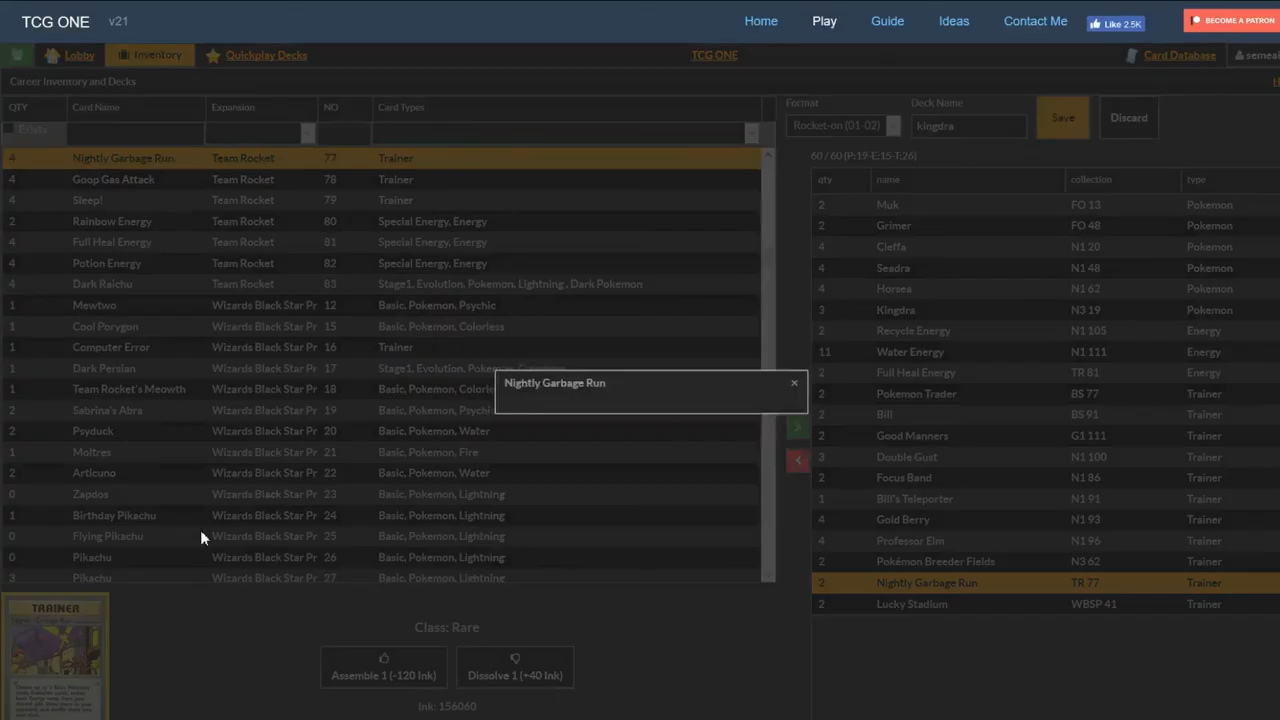 TCG ONE v21 Home Play Guide Ideas Contact Me Like 2.5K BECOME A PATRON
Lobby Inventory Quickplay Decks TCG ONE Card Database semeal
Career Inventory and Decks
QTY Card Name Expansion NO Card Types
Exists
4 Nightly Garbage Run Team Rocket 77 Trainer
4 Goop Gas Attack Team Rocket 78 Trainer
4 Sleep! Team Rocket 79 Trainer
2 Rainbow Energy Team Rocket 80 Special Energy, Energy
4 Full Heal Energy Team Rocket 81 Special Energy, Energy
4 Potion Energy Team Rocket 82 Special Energy, Energy
4 Dark Raichu Team Rocket 83 Stage1, Evolution, Pokemon, Lightning , Dark Pokemon
1 Mewtwo Wizards Black Star Pr 12 Basic, Pokemon, Psychic
1 Cool Porygon Wizards Black Star Pr 15 Basic, Pokemon, Colorless
1 Computer Error Wizards Black Star Pr 16 Trainer
1 Dark Persian Wizards Black Star Pr 17 Stage1, Evolution,
1 Team Rocket's Meowth Wizards Black Star Pr 18 Basic, Pokemon,
2 Sabrina's Abra Wizards Black Star Pr 19 Basic, Pokemon,
2 Psyduck Wizards Black Star Pr 20 Basic, Pokemon, Water
1 Moltres Wizards Black Star Pr 21 Basic, Pokemon, Fire
2 Articuno Wizards Black Star Pr 22 Basic, Pokemon, Water
0 Zapdos Wizards Black Star Pr 23 Basic, Pokemon, Lightning
1 Birthday Pikachu Wizards Black Star Pr 24 Basic, Pokemon, Lightning
0 Flying Pikachu Wizards Black Star Pr 25 Basic, Pokemon, Lightning
0 Pikachu Wizards Black Star Pr 26 Basic, Pokemon, Lightning
3 Pikachu Wizards Black Star Pr 27 Basic, Pokemon, Lightning
Nightly Garbage Run ×
Format Deck Name
Rocket-on (01-02) kingdra Save Discard
60 / 60 (P:19-E:15-T:26)
qty name collection type
2 Muk FO 13 Pokemon
2 Grimer FO 48 Pokemon
4 Cleffa N1 20 Pokemon
4 Seadra N1 48 Pokemon
4 Horsea N1 62 Pokemon
3 Kingdra N3 19 Pokemon
2 Recycle Energy N1 105 Energy
11 Water Energy N1 111 Energy
2 Full Heal Energy TR 81 Energy
2 Pokemon Trader BS 77 Trainer
2 Bill BS 91 Trainer
2 Good Manners G1 111 Trainer
3 Double Gust N1 100 Trainer
2 Focus Band N1 86 Trainer
1 Bill's Teleporter N1 91 Trainer
4 Gold Berry N1 93 Trainer
4 Professor Elm N1 96 Trainer
2 Pokémon Breeder Fields N3 62 Trainer
2 Nightly Garbage Run TR 77 Trainer
2 Lucky Stadium WBSP 41 Trainer
TRAINER
Class: Rare
Assemble 1 (-120 Ink) Dissolve 1 (+40 Ink)
Ink: 156060